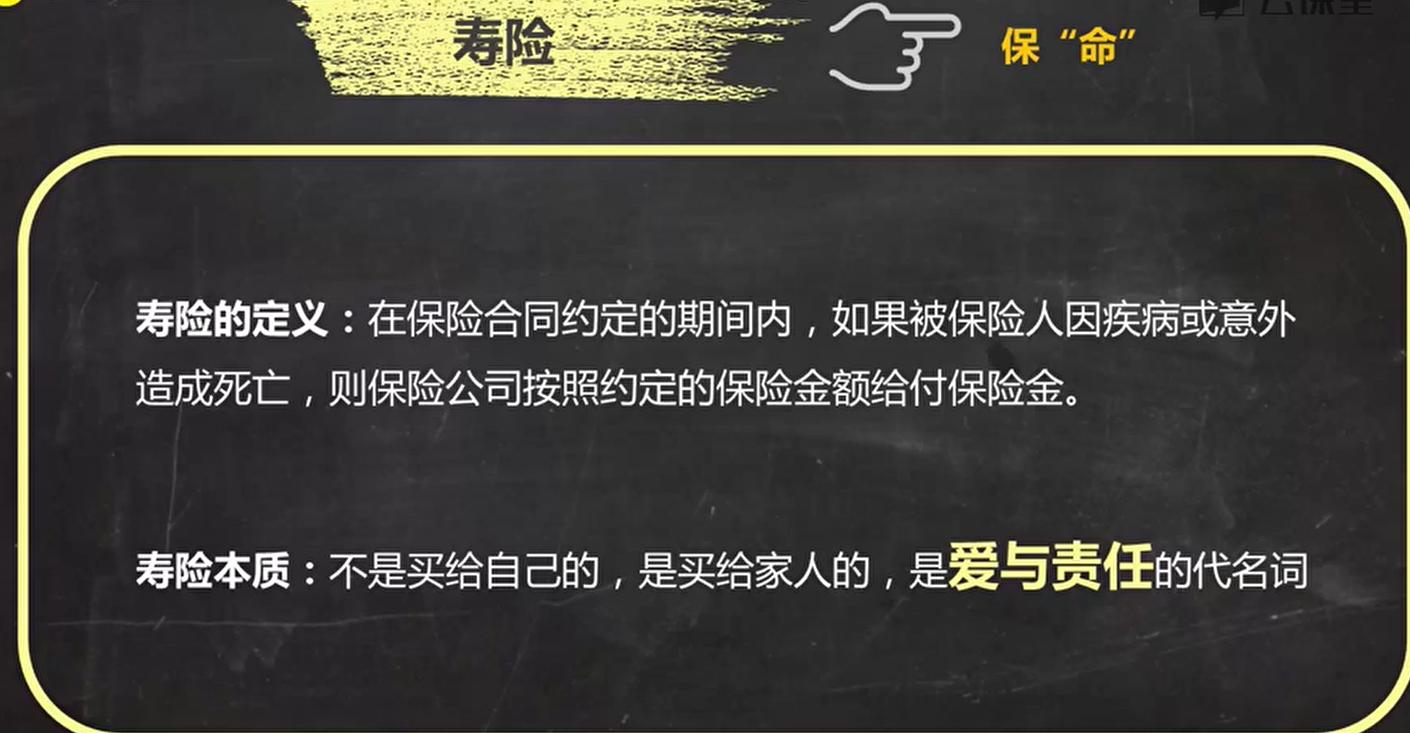 寿险
保“命”
寿险的定义：在保险合同约定的期间内，如果被保险人因疾病或意外
造成死亡，则保险公司按照约定的保险金额给付保险金。
寿险本质：不是买给自己的，是买给家人的，是爱与责任的代名词